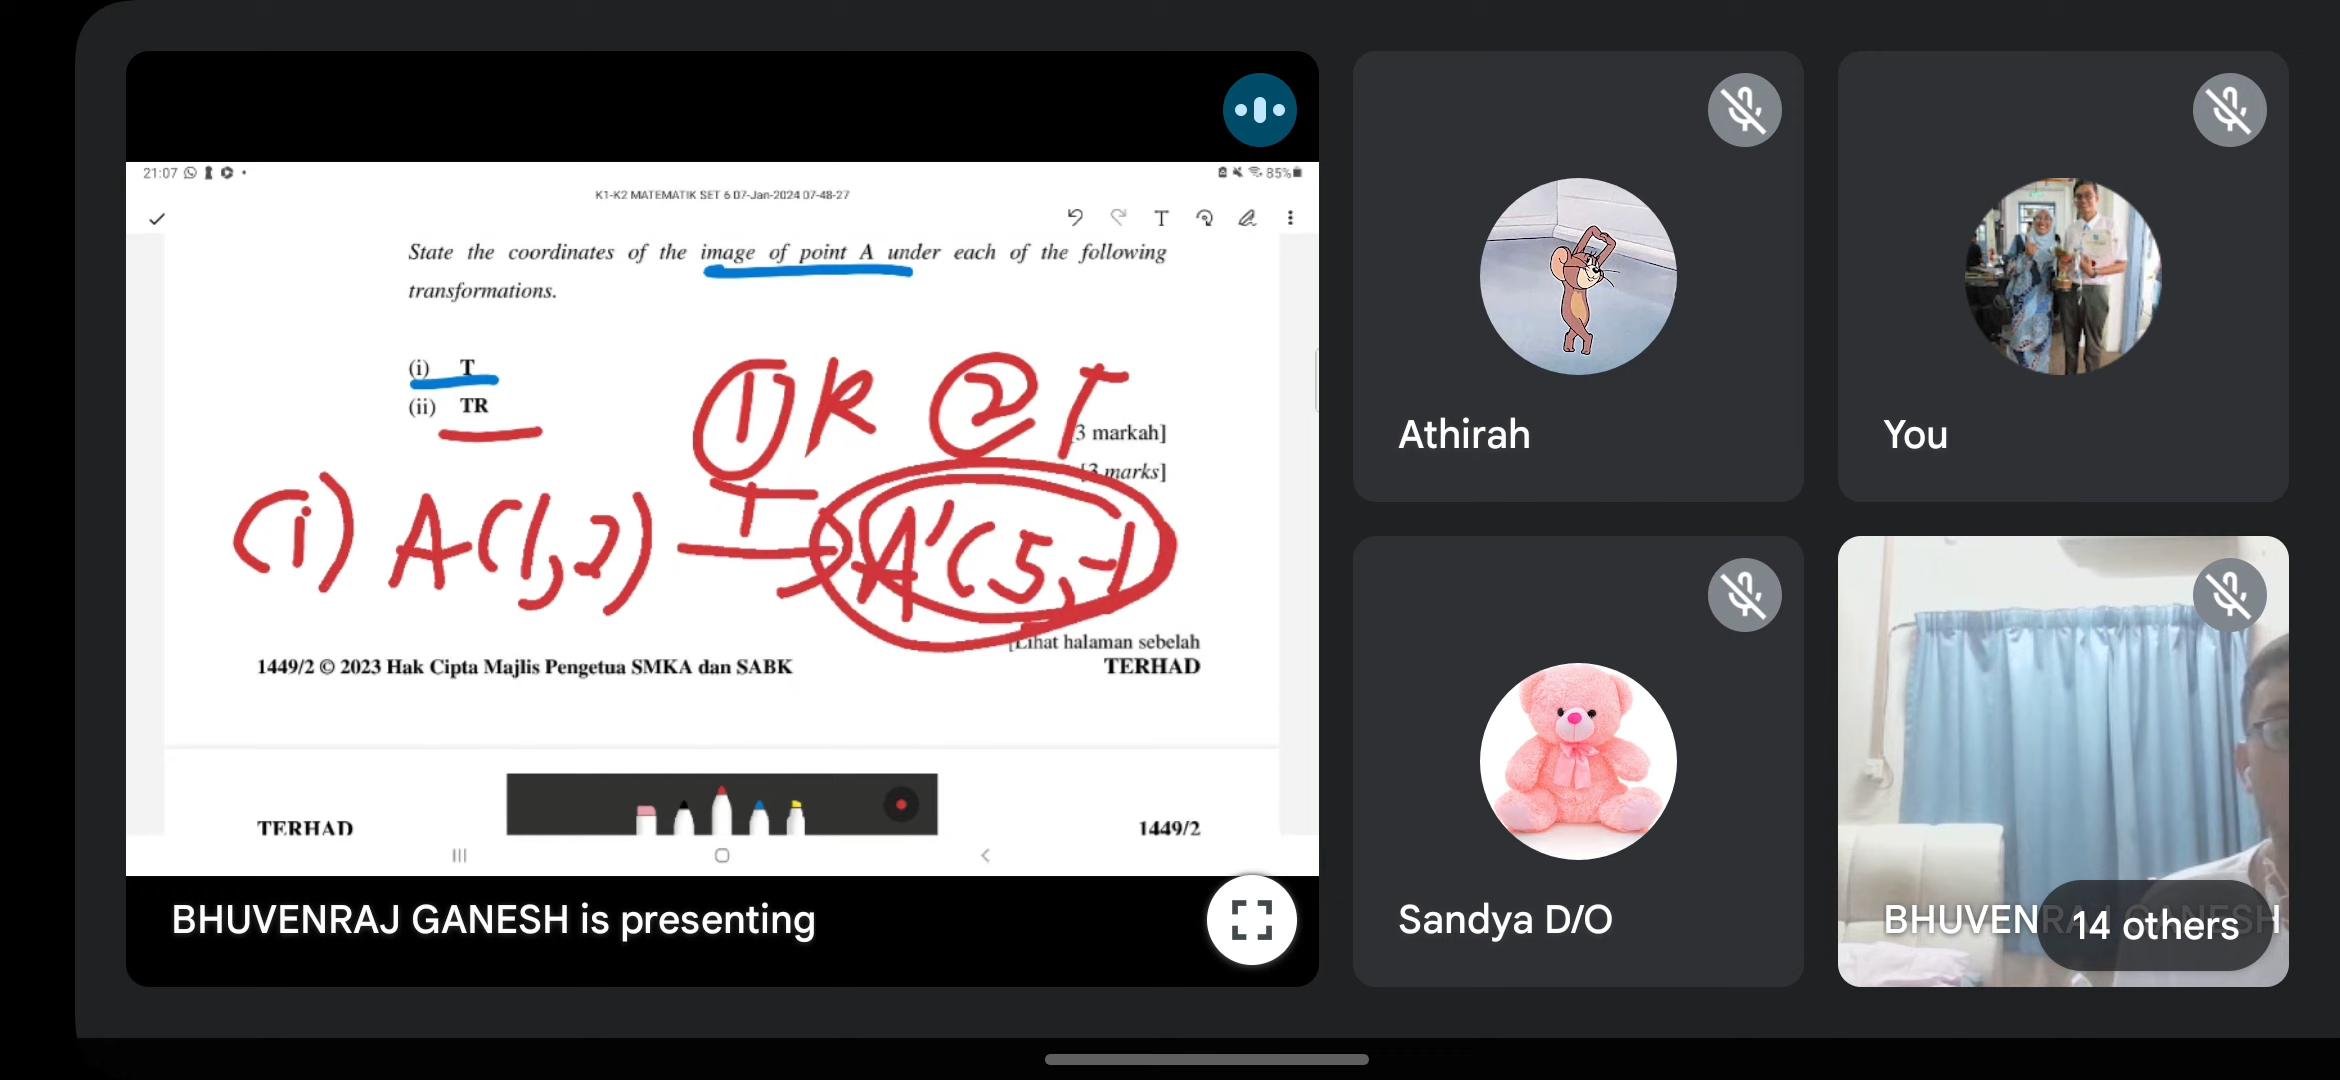 21:07
85%
K1-K2 MATEMATIK SET 6 07-Jan-2024 07-48-27
T
State the coordinates of the image of point A under each of the following
transformations.
(i) T
(ii) TR
1 R 2 T
[3 markah]
[3 marks]
(i) A(1,2) T A'(5,-1)
[Lihat halaman sebelah
1449/2 © 2023 Hak Cipta Majlis Pengetua SMKA dan SABK TERHAD
TERHAD 1449/2
BHUVENRAJ GANESH is presenting
Athirah
You
Sandya D/O
BHUVENRAJ GANESH
14 others